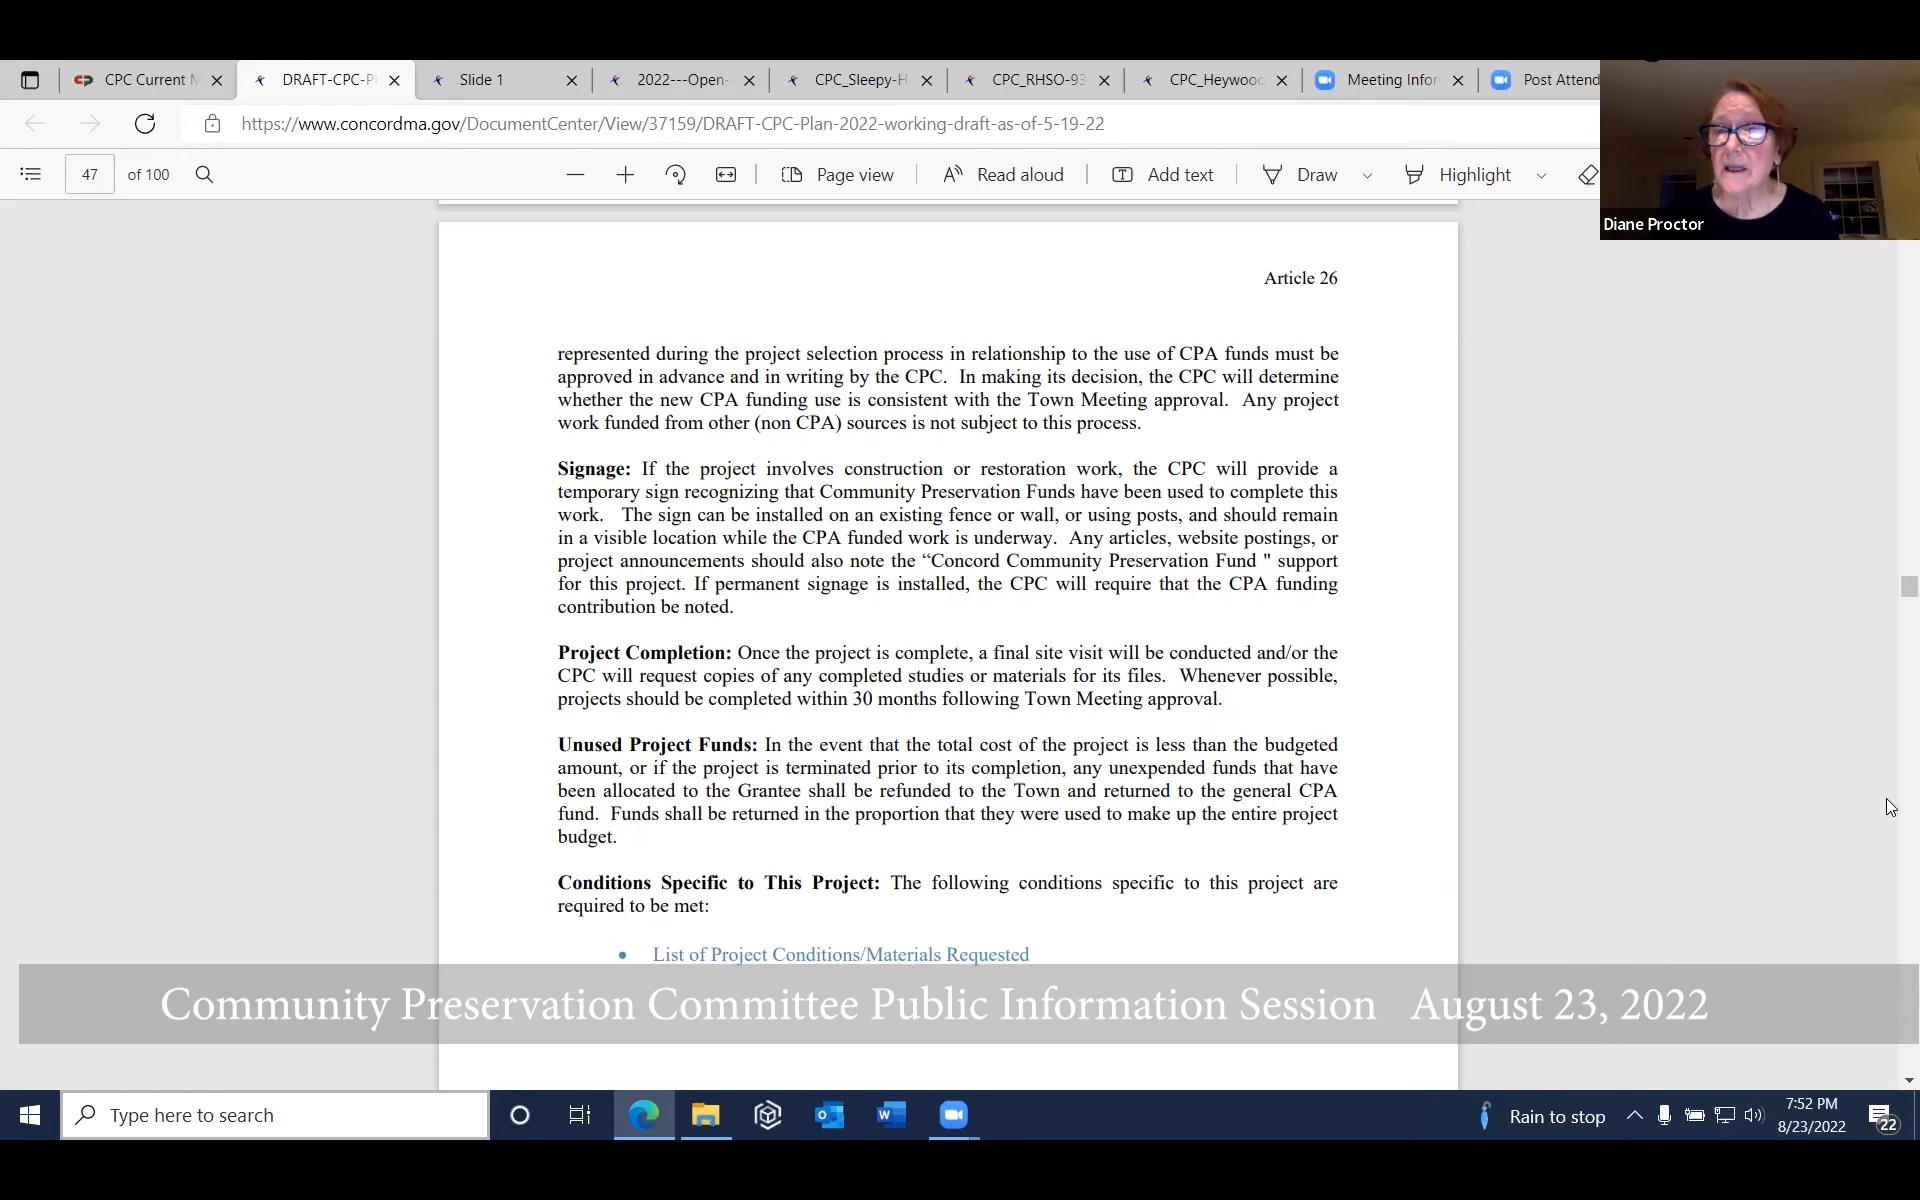 CPC Current M
DRAFT-CPC-P
Slide 1
2022---Open-
CPC_Sleepy-H
CPC_RHSO-93
CPC_Heywoo
Meeting Infor
Post Attend
https://www.concordma.gov/DocumentCenter/View/37159/DRAFT-CPC-Plan-2022-working-draft-as-of-5-19-22
47 of 100
Page view
Read aloud
Add text
Draw
Highlight
Diane Proctor
Article 26
represented during the project selection process in relationship to the use of CPA funds must be
approved in advance and in writing by the CPC.  In making its decision, the CPC will determine
whether the new CPA funding use is consistent with the Town Meeting approval.  Any project
work funded from other (non CPA) sources is not subject to this process.
Signage: If the project involves construction or restoration work, the CPC will provide a
temporary sign recognizing that Community Preservation Funds have been used to complete this
work.   The sign can be installed on an existing fence or wall, or using posts, and should remain
in a visible location while the CPA funded work is underway.  Any articles, website postings, or
project announcements should also note the “Concord Community Preservation Fund " support
for this project. If permanent signage is installed, the CPC will require that the CPA funding
contribution be noted.
Project Completion: Once the project is complete, a final site visit will be conducted and/or the
CPC will request copies of any completed studies or materials for its files.  Whenever possible,
projects should be completed within 30 months following Town Meeting approval.
Unused Project Funds: In the event that the total cost of the project is less than the budgeted
amount, or if the project is terminated prior to its completion, any unexpended funds that have
been allocated to the Grantee shall be refunded to the Town and returned to the general CPA
fund.  Funds shall be returned in the proportion that they were used to make up the entire project
budget.
Conditions Specific to This Project: The following conditions specific to this project are
required to be met:
• List of Project Conditions/Materials Requested
Community Preservation Committee Public Information Session   August 23, 2022
Type here to search
Rain to stop
7:52 PM
8/23/2022
22